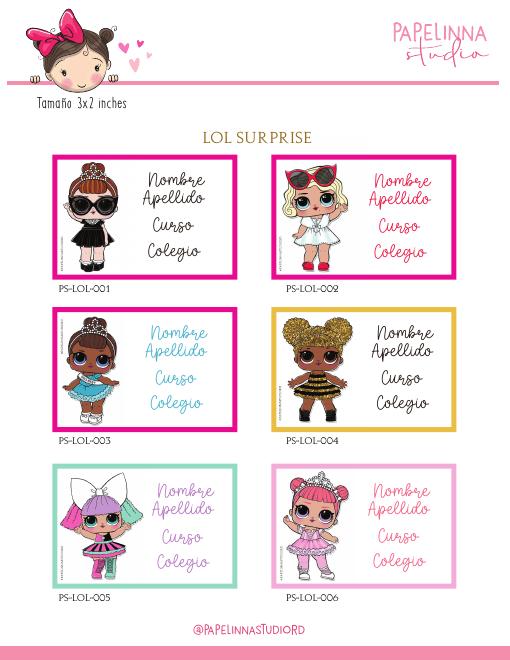 PAPELINNA
studio
Tamaño 3x2 inches
LOL SURPRISE
Nombre
Apellido
Curso
Colegio
PS-LOL-001
Nombre
Apellido
Curso
Colegio
PS-LOL-002
Nombre
Apellido
Curso
Colegio
PS-LOL-003
Nombre
Apellido
Curso
Colegio
PS-LOL-004
Nombre
Apellido
Curso
Colegio
PS-LOL-005
Nombre
Apellido
Curso
Colegio
PS-LOL-006
@PAPELINNASTUDIORD